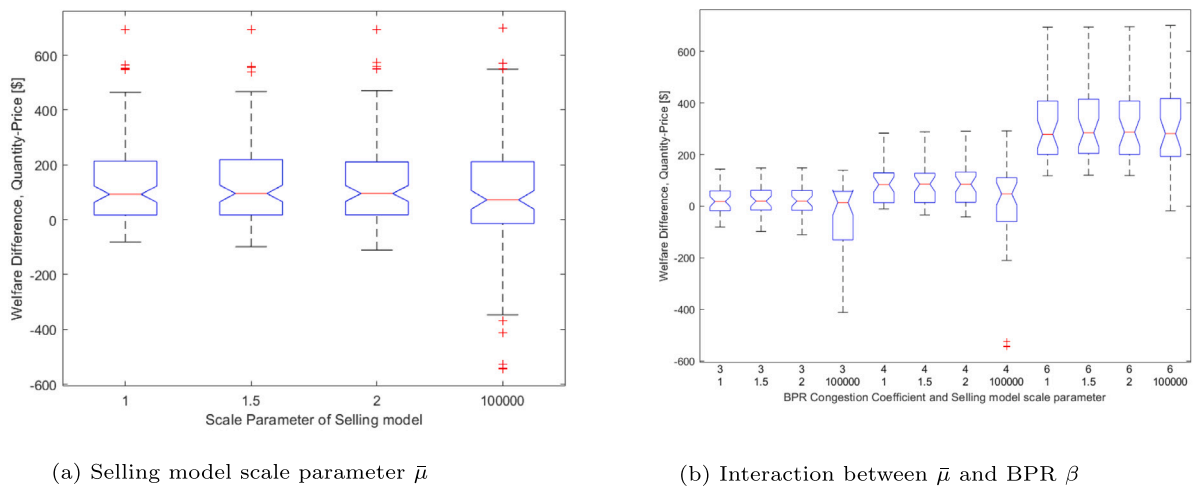 Welfare Difference, Quantity-Price [$]
600
400
200
0
-200
-400
-600
1 1.5 2 100000
Scale Parameter of Selling model
(a) Selling model scale parameter μ̄
Welfare Difference, Quantity-Price [$]
600
400
200
0
-200
-400
-600
3 3 3 3 4 4 4 4 6 6 6 6
1 1.5 2 100000 1 1.5 2 100000 1 1.5 2 100000
BPR Congestion Coefficient and Selling model scale parameter
(b) Interaction between μ̄ and BPR β